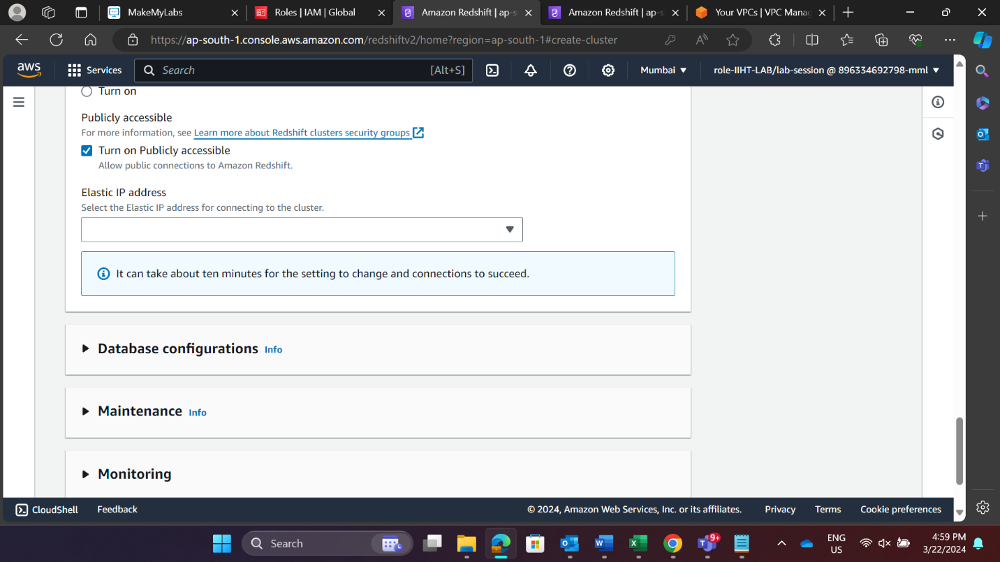 MakeMyLabs
Roles | IAM | Global
Amazon Redshift | ap-s
Amazon Redshift | ap-s
Your VPCs | VPC Manag
https://ap-south-1.console.aws.amazon.com/redshiftv2/home?region=ap-south-1#create-cluster
aws
Services
Search
[Alt+S]
Mumbai
role-IIHT-LAB/lab-session @ 896334692798-mml
Turn on
Publicly accessible
For more information, see Learn more about Redshift clusters security groups
Turn on Publicly accessible
Allow public connections to Amazon Redshift.
Elastic IP address
Select the Elastic IP address for connecting to the cluster.
It can take about ten minutes for the setting to change and connections to succeed.
Database configurations Info
Maintenance Info
Monitoring
CloudShell
Feedback
© 2024, Amazon Web Services, Inc. or its affiliates.
Privacy
Terms
Cookie preferences
Search
9+
ENG
US
4:59 PM
3/22/2024